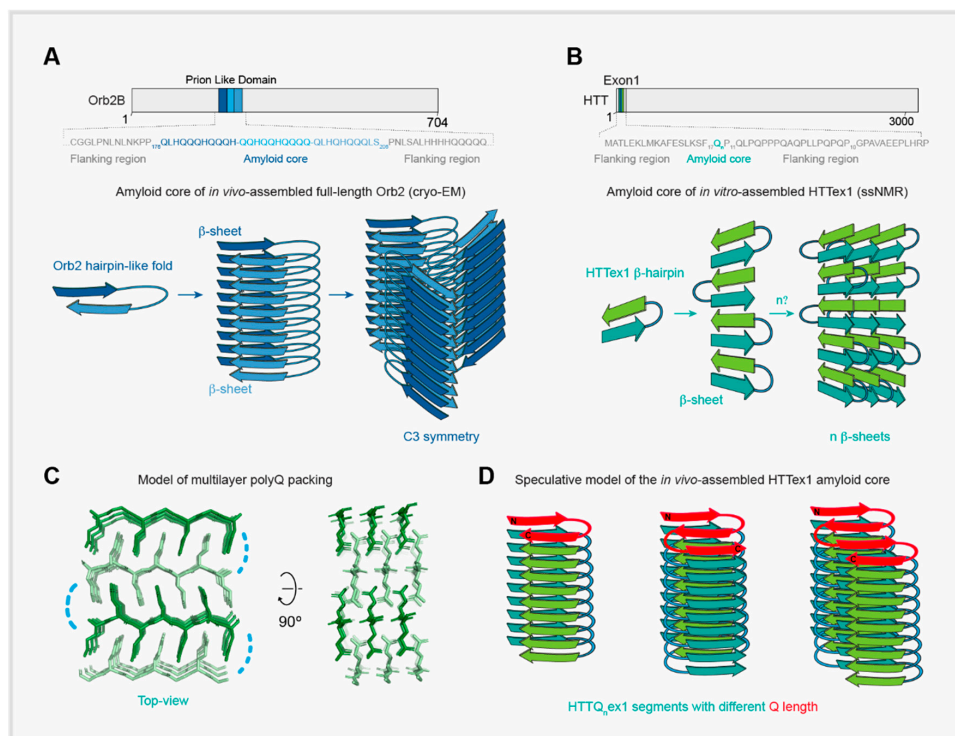 A
Prion Like Domain
Orb2B
1
704
CGGLPNLNLNKPP176QLHQQQHQQQH-QQHQQHQQQQ-QLHQHQQQLS206PNLSALHHHHQQQQQ
Flanking region
Amyloid core
Flanking region
Amyloid core of in vivo-assembled full-length Orb2 (cryo-EM)
β-sheet
Orb2 hairpin-like fold
β-sheet
C3 symmetry
B
Exon1
HTT
1
3000
MATLEKLMKAFESLKSF17QnP11QLPQPPPQAQPLLPQPQP10GPAVAEEPLHRP
Flanking region
Amyloid core
Flanking region
Amyloid core of in vitro-assembled HTTex1 (ssNMR)
HTTex1 β-hairpin
n?
β-sheet
n β-sheets
C
Model of multilayer polyQ packing
90º
Top-view
D
Speculative model of the in vivo-assembled HTTex1 amyloid core
N
C
N
C
N
HTTQnex1 segments with different Q length